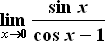 lim x→0 sin x / cos x − 1